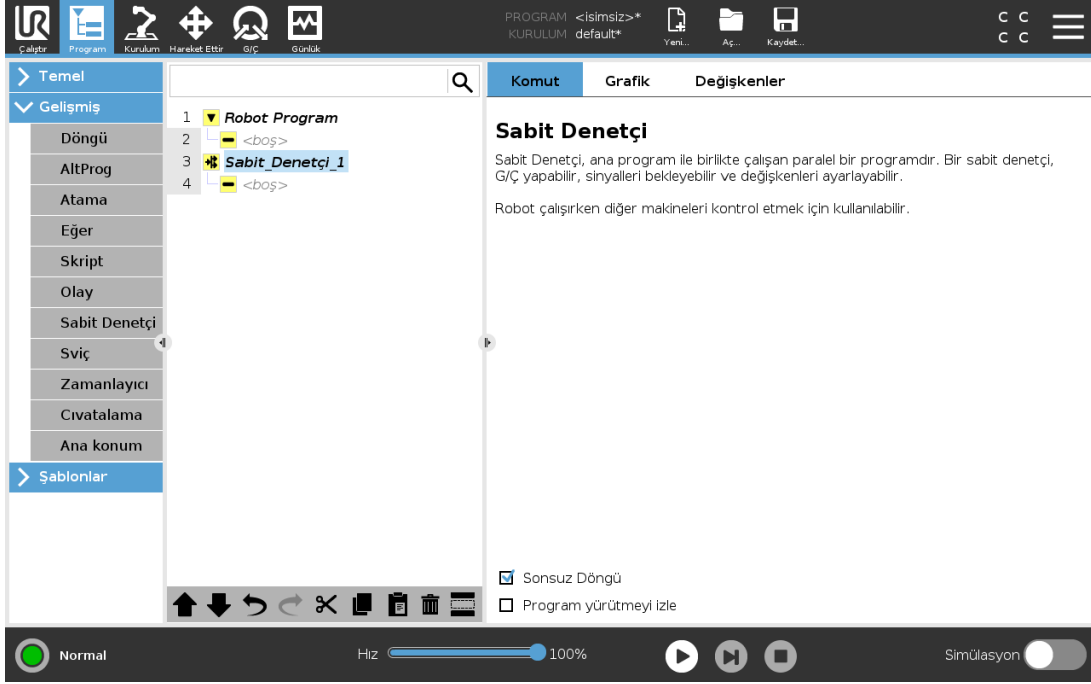 Çalıştır
Program
Kurulum
Hareket Ettir
G/Ç
Günlük
PROGRAM <isimsiz>*
KURULUM default*
Yeni...
Aç...
Kaydet...
C C
C C
Temel
Gelişmiş
Döngü
AltProg
Atama
Eğer
Skript
Olay
Sabit Denetçi
Sviç
Zamanlayıcı
Cıvatalama
Ana konum
Şablonlar
1 Robot Program
2 <boş>
3 Sabit_Denetçi_1
4 <boş>
Komut Grafik Değişkenler
Sabit Denetçi
Sabit Denetçi, ana program ile birlikte çalışan paralel bir programdır. Bir sabit denetçi,
G/Ç yapabilir, sinyalleri bekleyebilir ve değişkenleri ayarlayabilir.
Robot çalışırken diğer makineleri kontrol etmek için kullanılabilir.
Sonsuz Döngü
Program yürütmeyi izle
Normal
Hız 100%
Simülasyon